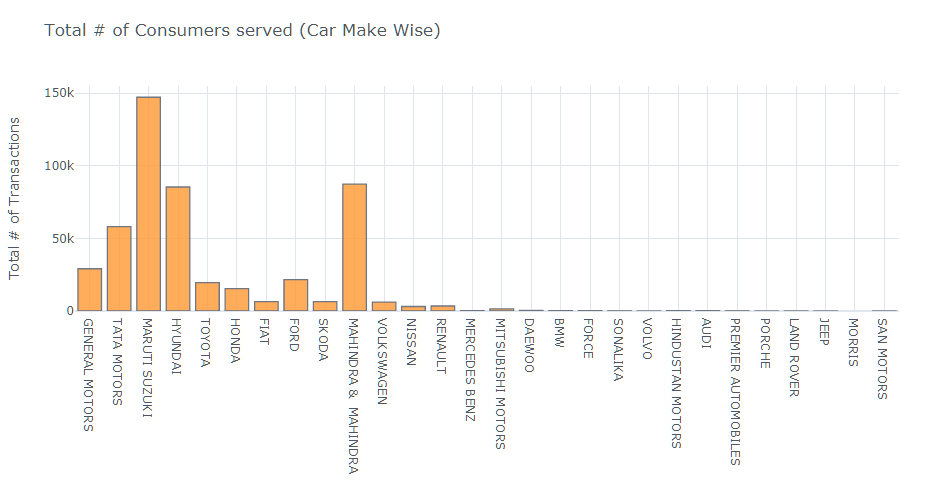 Total # of Consumers served (Car Make Wise)
Total # of Transactions
150k
100k
50k
0
GENERAL MOTORS
TATA MOTORS
MARUTI SUZUKI
HYUNDAI
TOYOTA
HONDA
FIAT
FORD
SKODA
MAHINDRA &  MAHINDRA
VOLKSWAGEN
NISSAN
RENAULT
MERCEDES BENZ
MITSUBISHI MOTORS
DAEWOO
BMW
FORCE
SONALIKA
VOLVO
HINDUSTAN MOTORS
AUDI
PREMIER AUTOMOBILES
PORCHE
LAND ROVER
JEEP
MORRIS
SAN MOTORS